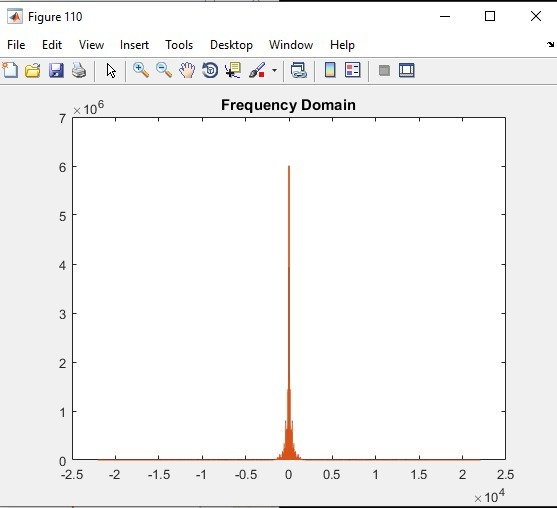 Figure 110
File Edit View Insert Tools Desktop Window Help
Frequency Domain
×10⁶
7
6
5
4
3
2
1
0
-2.5 -2 -1.5 -1 -0.5 0 0.5 1 1.5 2 2.5
×10⁴